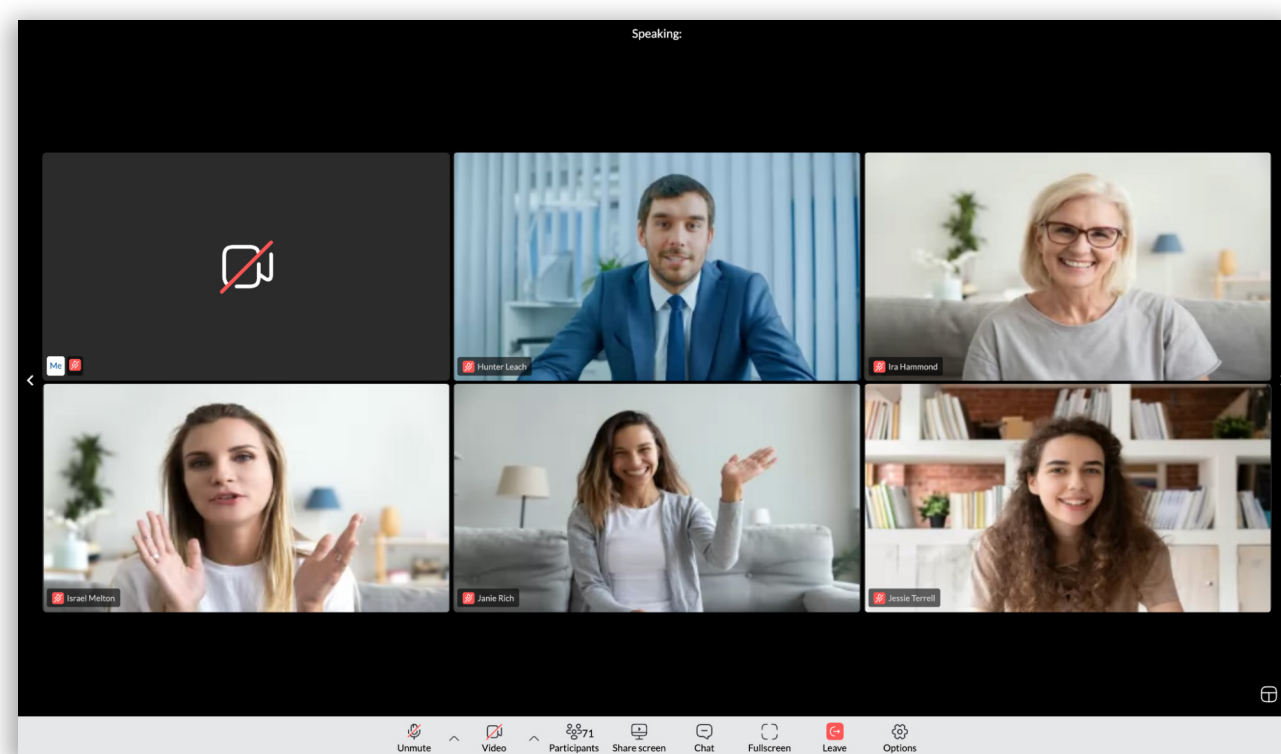 Speaking:
Me
Hunter Leach
Ira Hammond
Israel Melton
Janie Rich
Jessie Terrell
71
Unmute
Video
Participants
Share screen
Chat
Fullscreen
Leave
Options